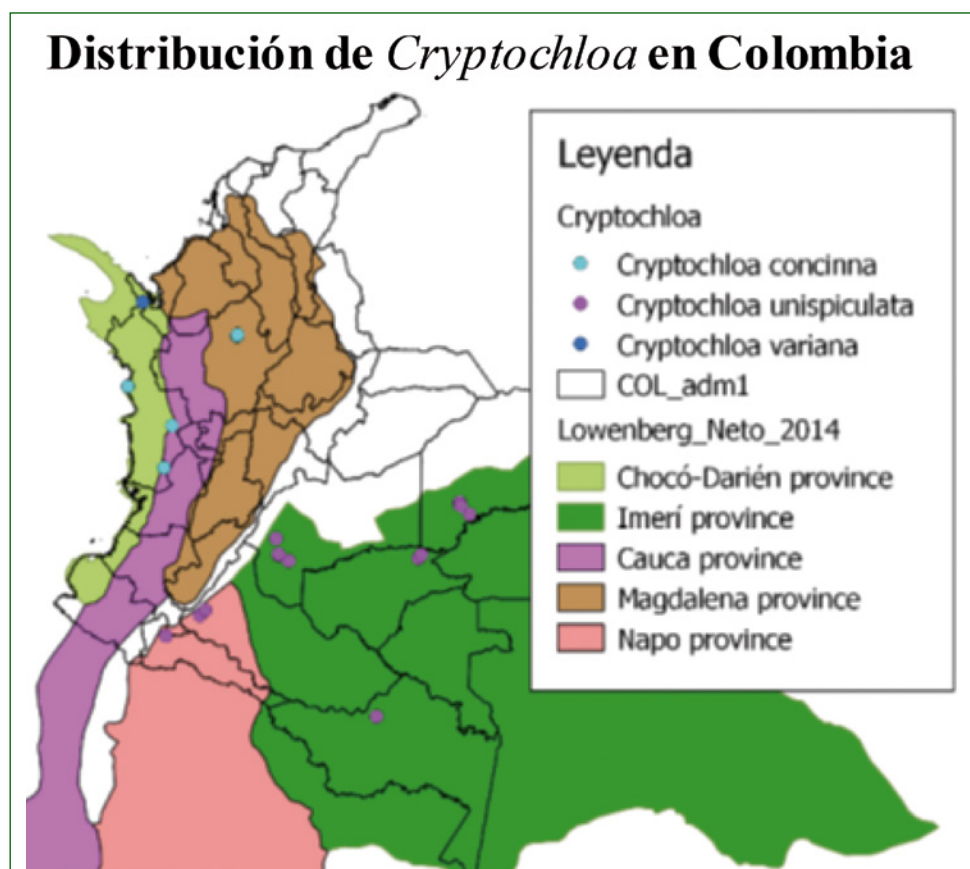 Distribución de Cryptochloa en Colombia
Leyenda
Cryptochloa
Cryptochloa concinna
Cryptochloa unispiculata
Cryptochloa variana
COL_adm1
Lowenberg_Neto_2014
Chocó-Darién province
Imerí province
Cauca province
Magdalena province
Napo province